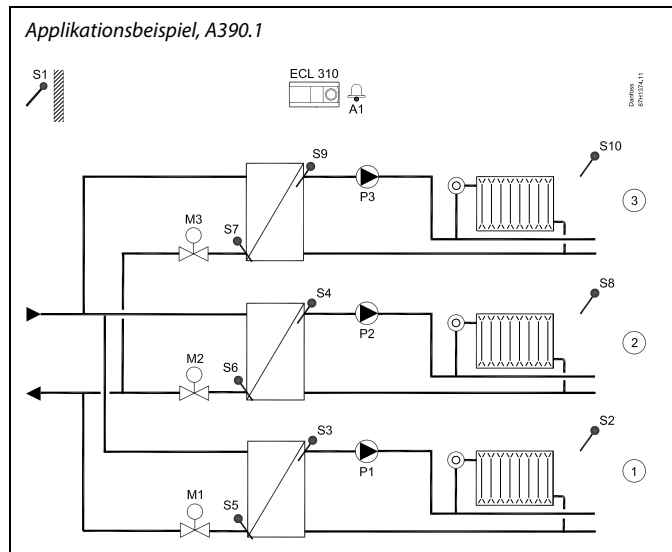 Applikationsbeispiel, A390.1
S1
ECL 310
A1
Danfoss
87H1374.11
S9
S10
P3
3
M3
S7
S4
S8
P2
2
M2
S6
S3
S2
P1
1
M1
S5